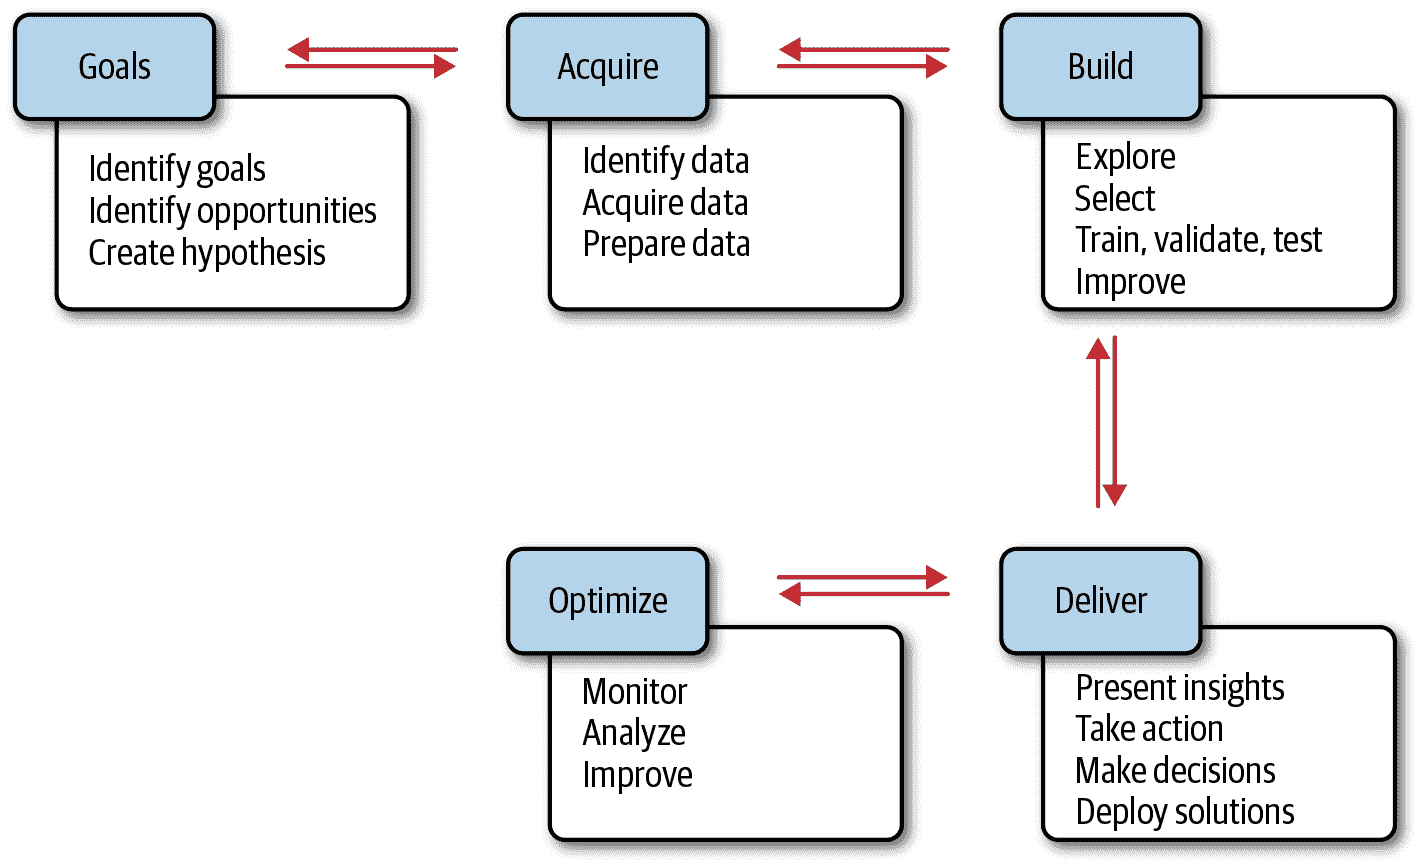 Goals
Identify goals
Identify opportunities
Create hypothesis
Acquire
Identify data
Acquire data
Prepare data
Build
Explore
Select
Train, validate, test
Improve
Deliver
Present insights
Take action
Make decisions
Deploy solutions
Optimize
Monitor
Analyze
Improve